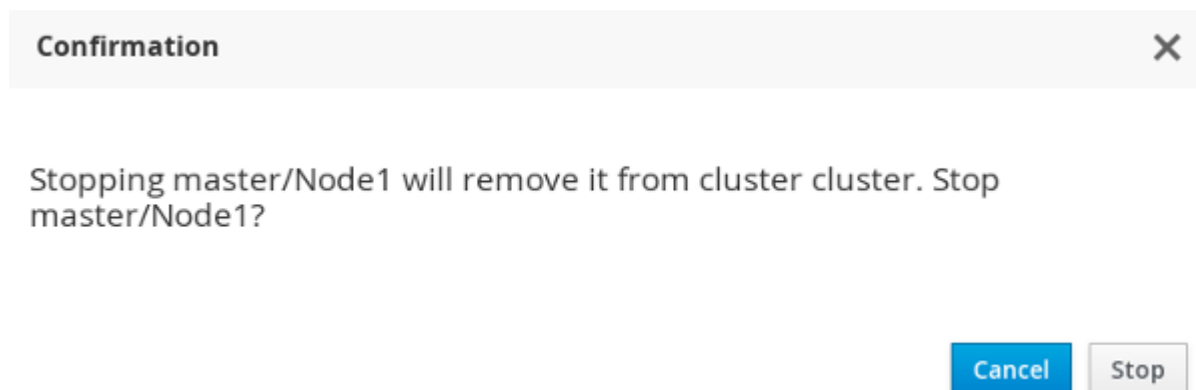 Confirmation
Stopping master/Node1 will remove it from cluster cluster. Stop
master/Node1?
Cancel Stop